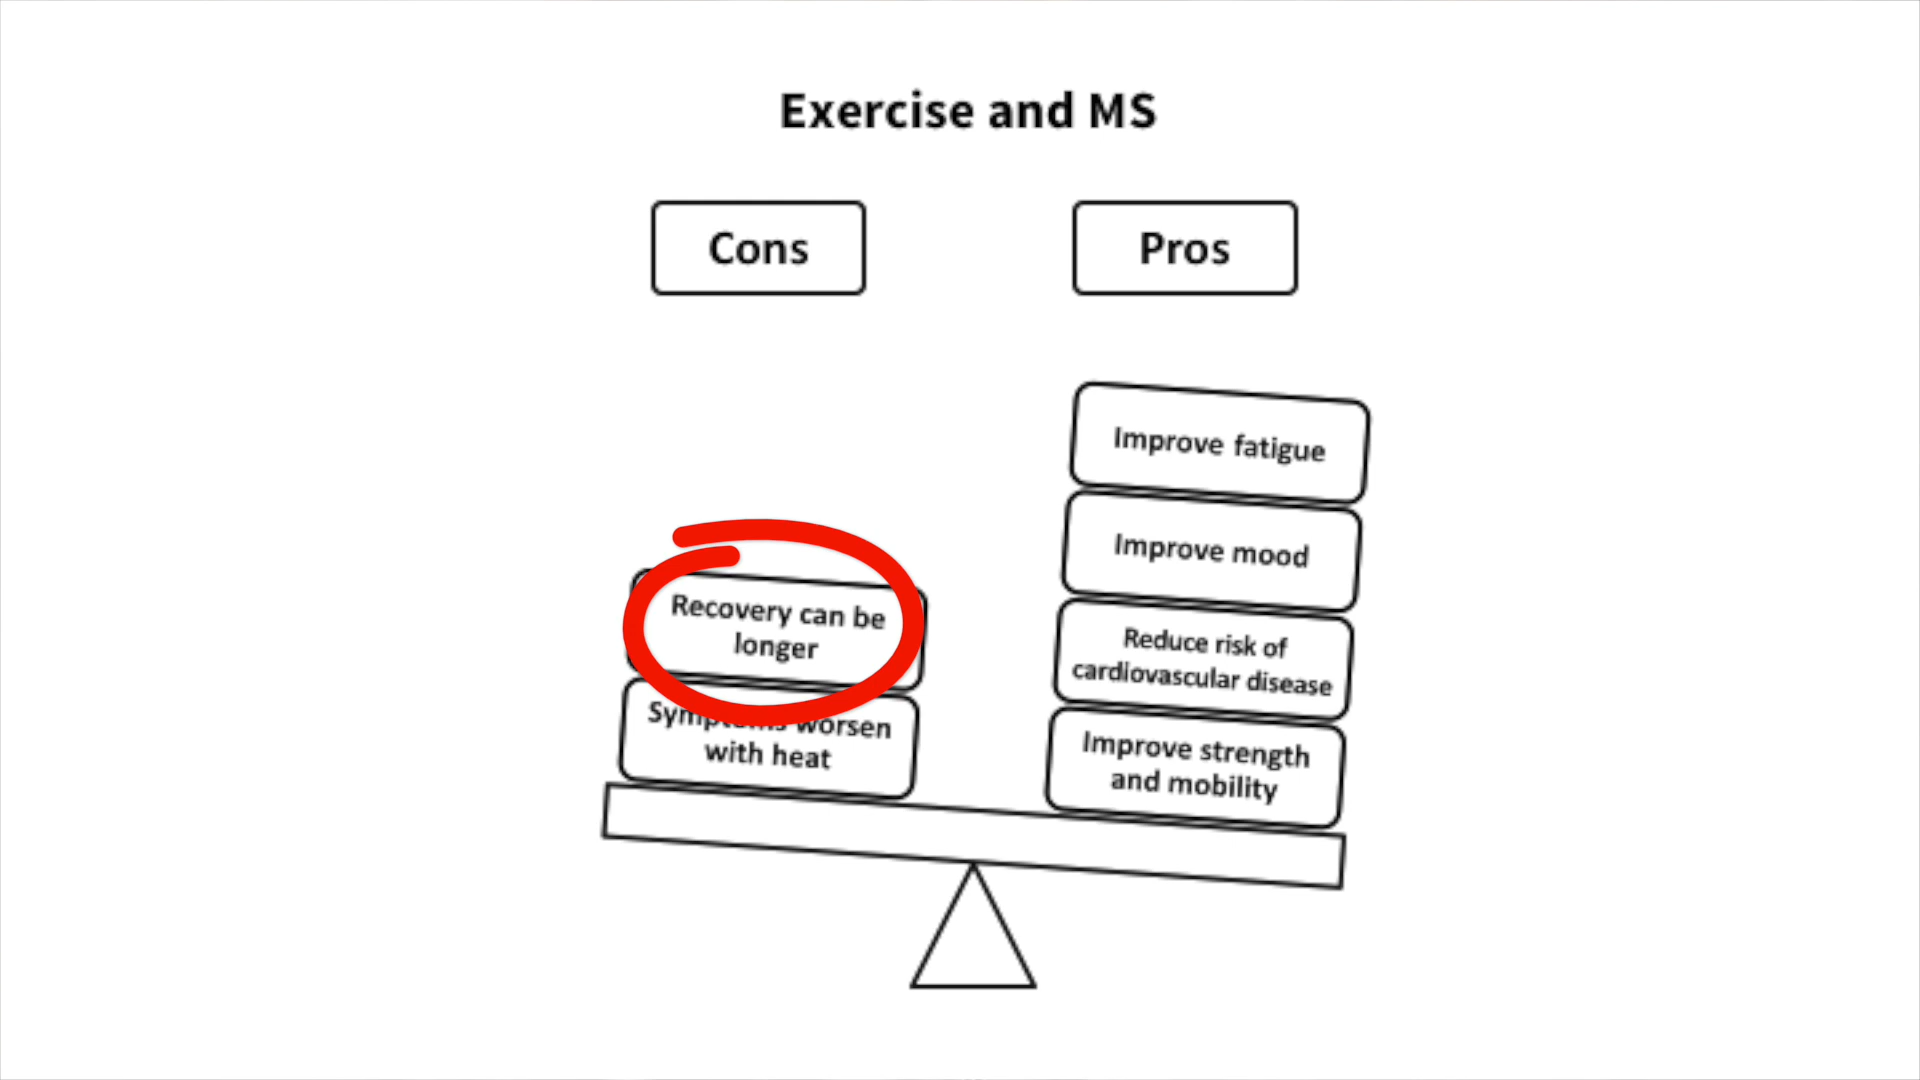 Exercise and MS
Cons
Pros
Recovery can be
longer
Symptoms worsen
with heat
Improve fatigue
Improve mood
Reduce risk of
cardiovascular disease
Improve strength
and mobility